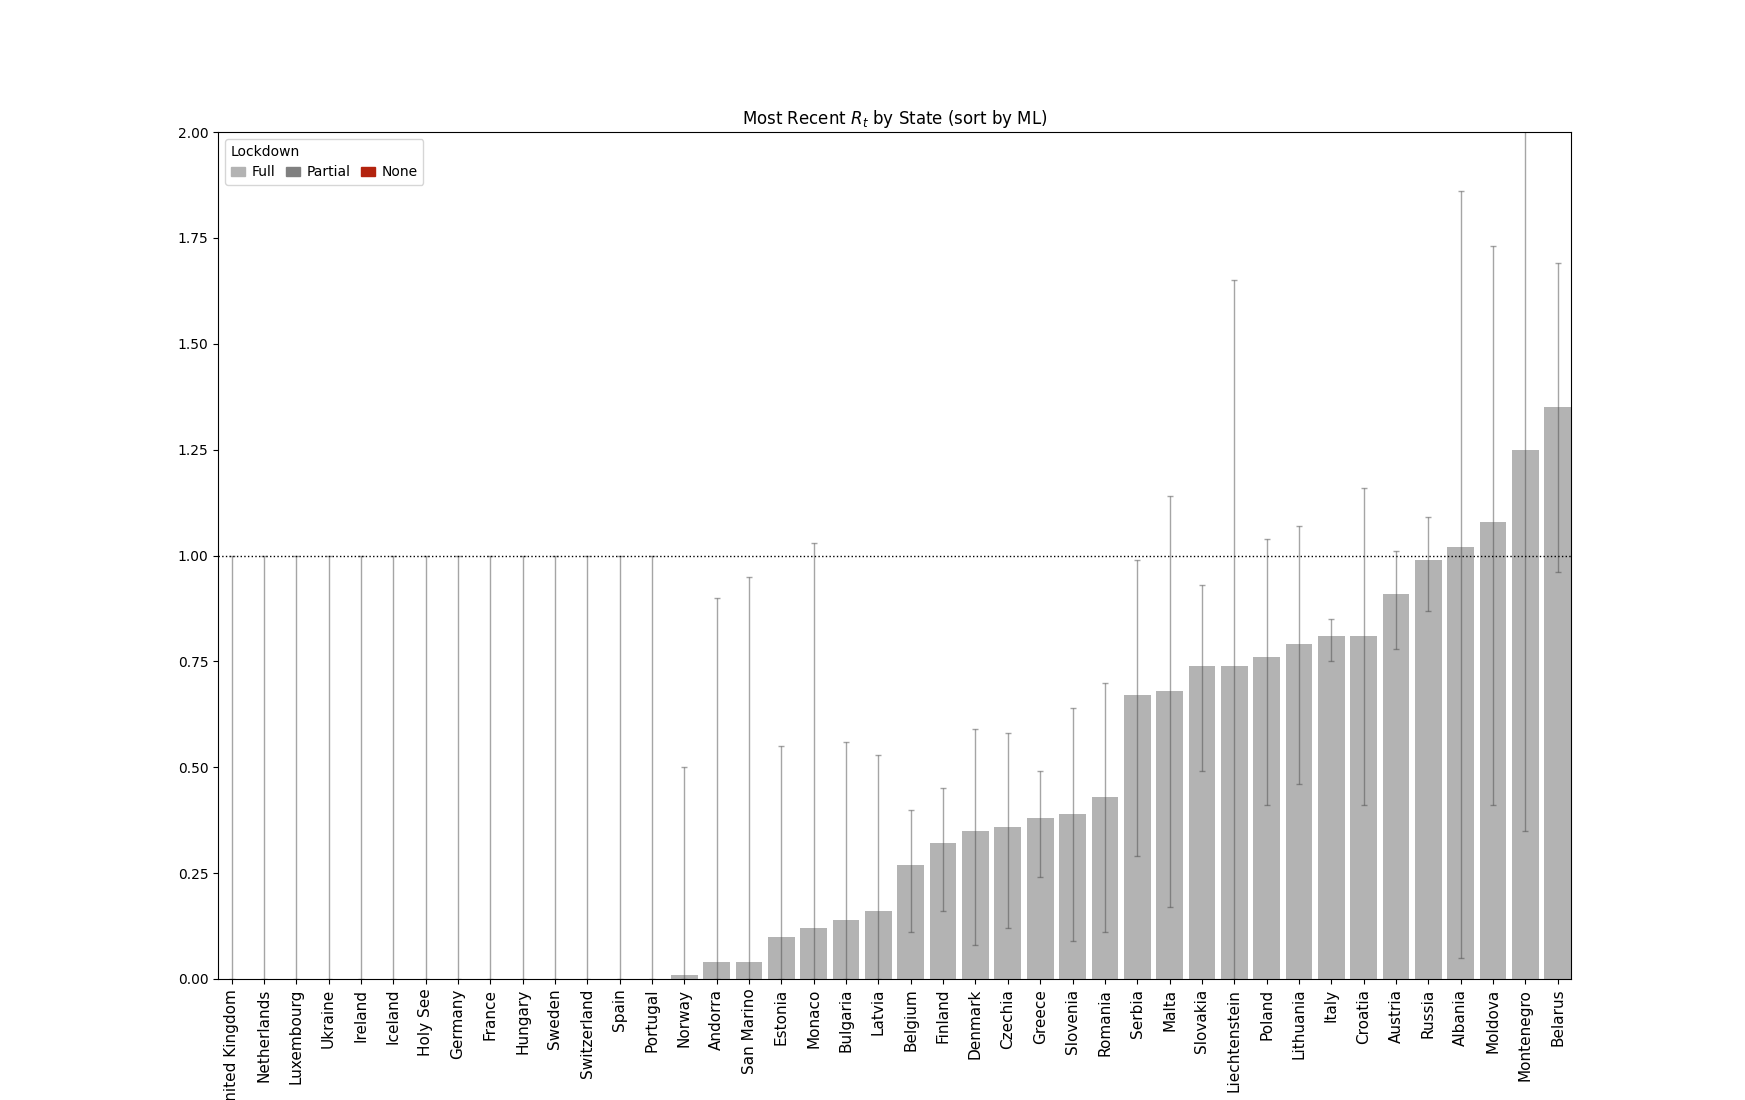 Most Recent Rt by State (sort by ML)
Lockdown
Full Partial None
2.00
1.75
1.50
1.25
1.00
0.75
0.50
0.25
0.00
nited Kingdom
Netherlands
Luxembourg
Ukraine
Ireland
Iceland
Holy See
Germany
France
Hungary
Sweden
Switzerland
Spain
Portugal
Norway
Andorra
San Marino
Estonia
Monaco
Bulgaria
Latvia
Belgium
Finland
Denmark
Czechia
Greece
Slovenia
Romania
Serbia
Malta
Slovakia
Liechtenstein
Poland
Lithuania
Italy
Croatia
Austria
Russia
Albania
Moldova
Montenegro
Belarus